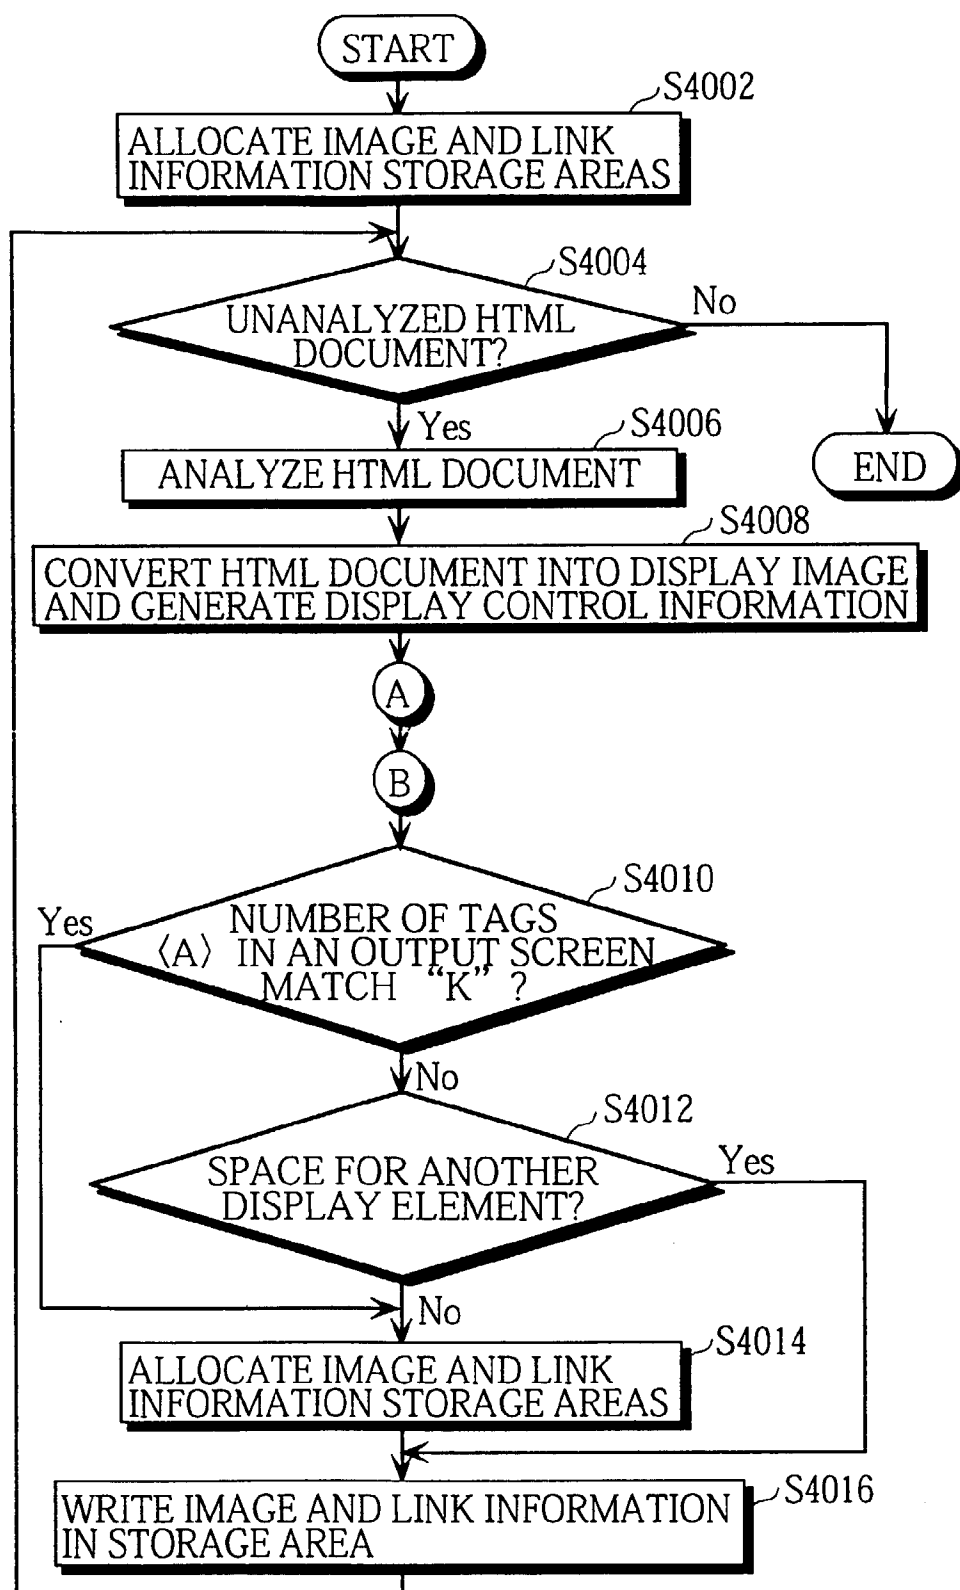 START
S4002
ALLOCATE IMAGE AND LINK
INFORMATION STORAGE AREAS
S4004
UNANALYZED HTML
DOCUMENT?
No
Yes
S4006
ANALYZE HTML DOCUMENT
END
S4008
CONVERT HTML DOCUMENT INTO DISPLAY IMAGE
AND GENERATE DISPLAY CONTROL INFORMATION
A
B
S4010
Yes
NUMBER OF TAGS
〈A〉 IN AN OUTPUT SCREEN
MATCH “K” ?
No
S4012
SPACE FOR ANOTHER
DISPLAY ELEMENT?
Yes
No
S4014
ALLOCATE IMAGE AND LINK
INFORMATION STORAGE AREAS
S4016
WRITE IMAGE AND LINK INFORMATION
IN STORAGE AREA